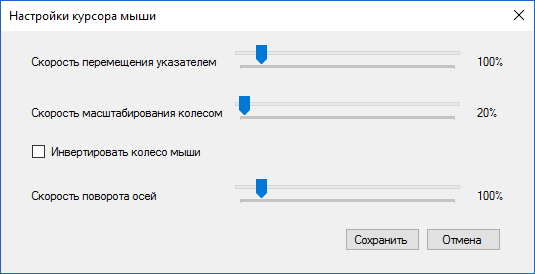 Настройки курсора мыши
Скорость перемещения указателем 100%
Скорость масштабирования колесом 20%
Инвертировать колесо мыши
Скорость поворота осей 100%
Сохранить Отмена